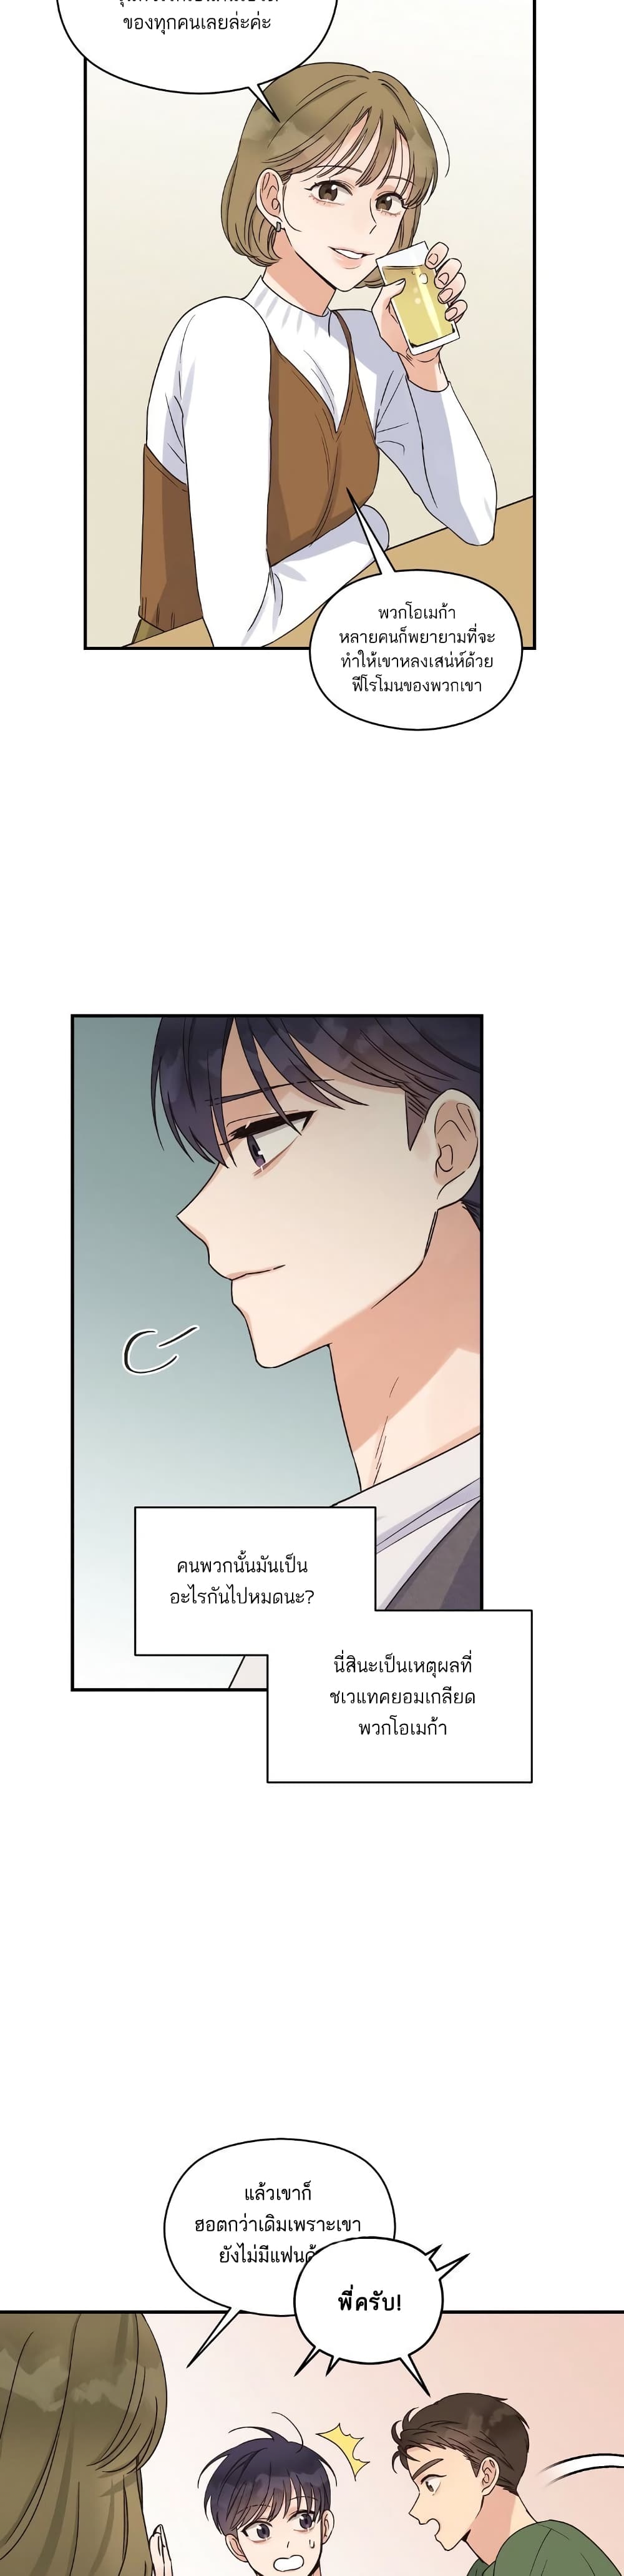 ของทุกคนเลยล่ะค่ะ
พวกโอเมก้า
หลายคนก็พยายามที่จะ
ทำให้เขาหลงเสน่ห์ด้วย
ฟีโรโมนของพวกเขา
คนพวกนั้นมันเป็น
อะไรกันไปหมดนะ?
นี่สินะเป็นเหตุผลที่
ชเวแทคยอมเกลียด
พวกโอเมก้า
แล้วเขาก็
ฮอตกว่าเดิมเพราะเขา
ยังไม่มีแฟน
พี่ครับ!